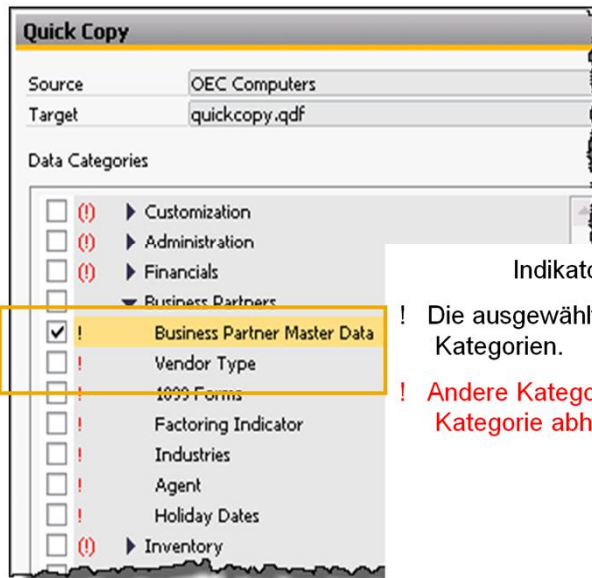 Quick Copy
Source OEC Computers
Target quickcopy.qdf
Data Categories
(!) Customization
(!) Administration
(!) Financials
Business Partners
! Business Partner Master Data
! Vendor Type
! 1099 Forms
! Factoring Indicator
! Industries
! Agent
! Holiday Dates
(!) Inventory
Indikato
! Die ausgewähl
Kategorien.
! Andere Katego
Kategorie abh